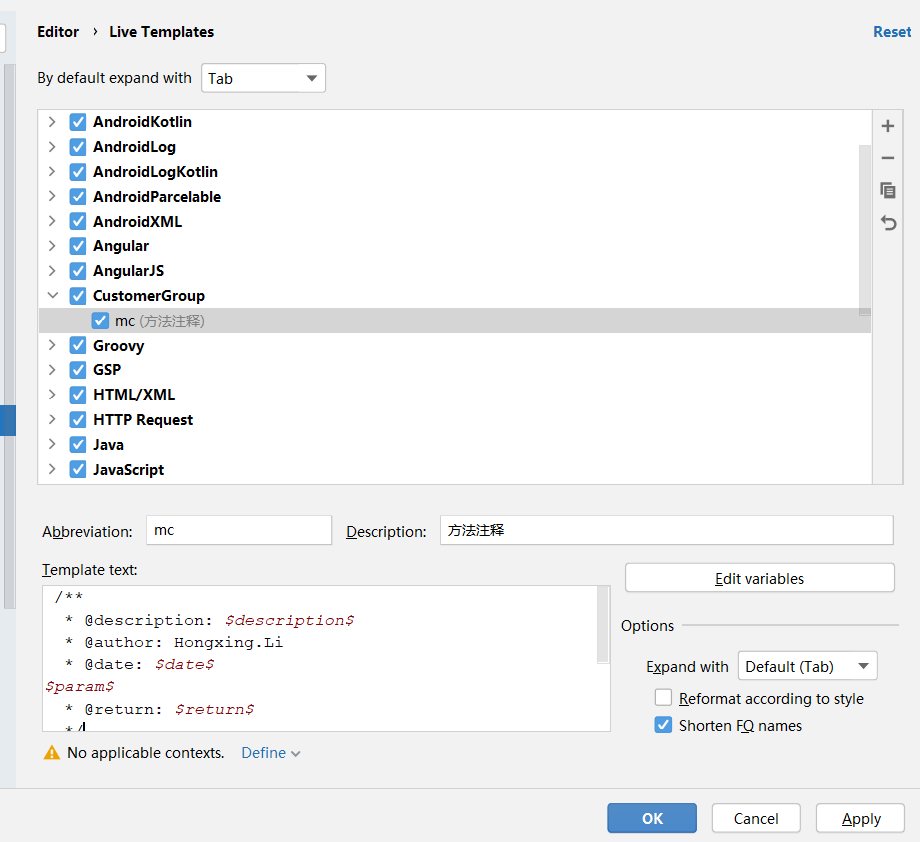 Editor › Live Templates
Reset
By default expand with Tab
AndroidKotlin
AndroidLog
AndroidLogKotlin
AndroidParcelable
AndroidXML
Angular
AngularJS
CustomerGroup
mc (方法注释)
Groovy
GSP
HTML/XML
HTTP Request
Java
JavaScript
Abbreviation: mc Description: 方法注释
Template text:
Edit variables
/**
* @description: $description$
* @author: Hongxing.Li
* @date: $date$
$param$
* @return: $return$
*/
Options
Expand with Default (Tab)
Reformat according to style
Shorten FQ names
No applicable contexts. Define
OK Cancel Apply